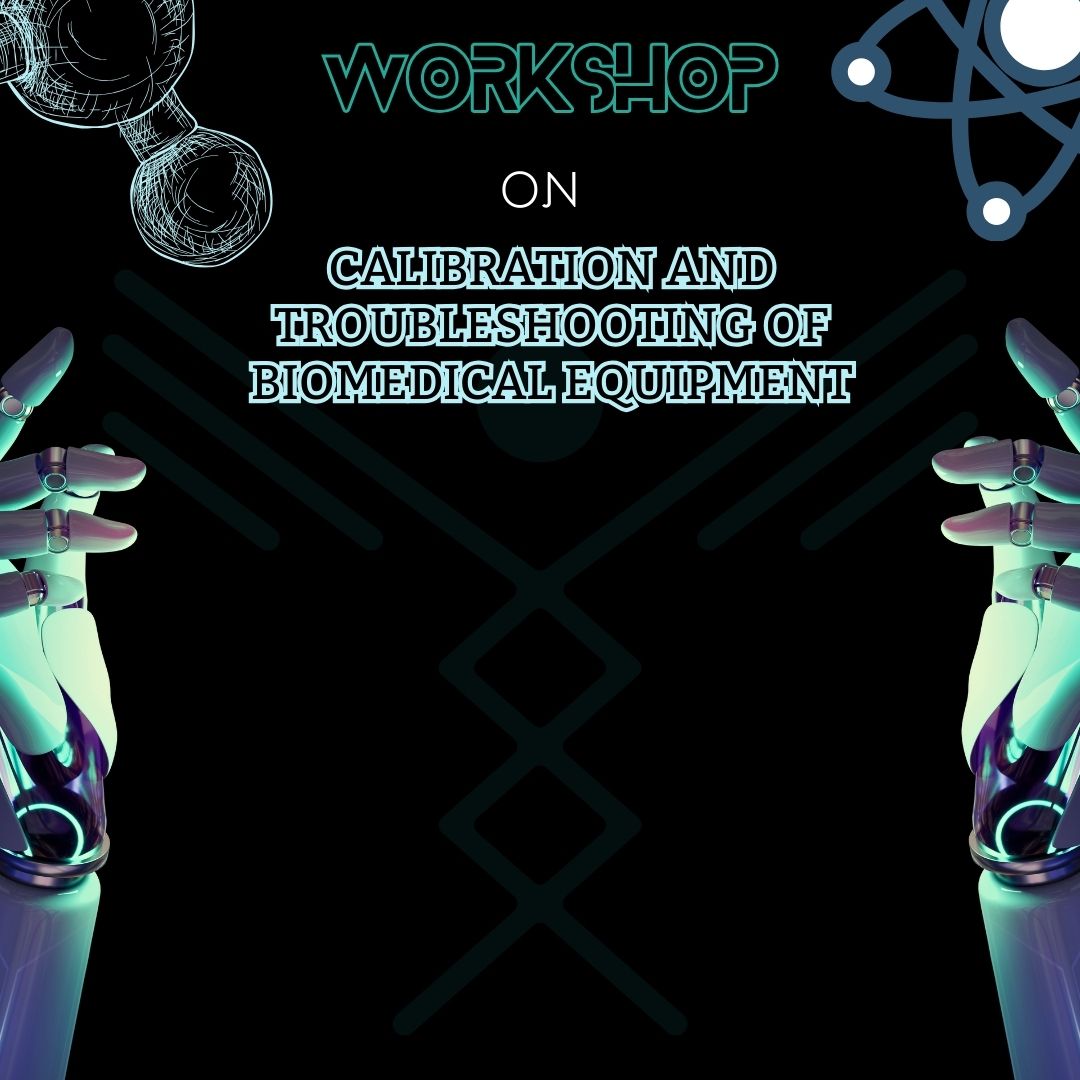 WORKSHOP
ON
CALIBRATION AND
TROUBLESHOOTING OF
BIOMEDICAL EQUIPMENT